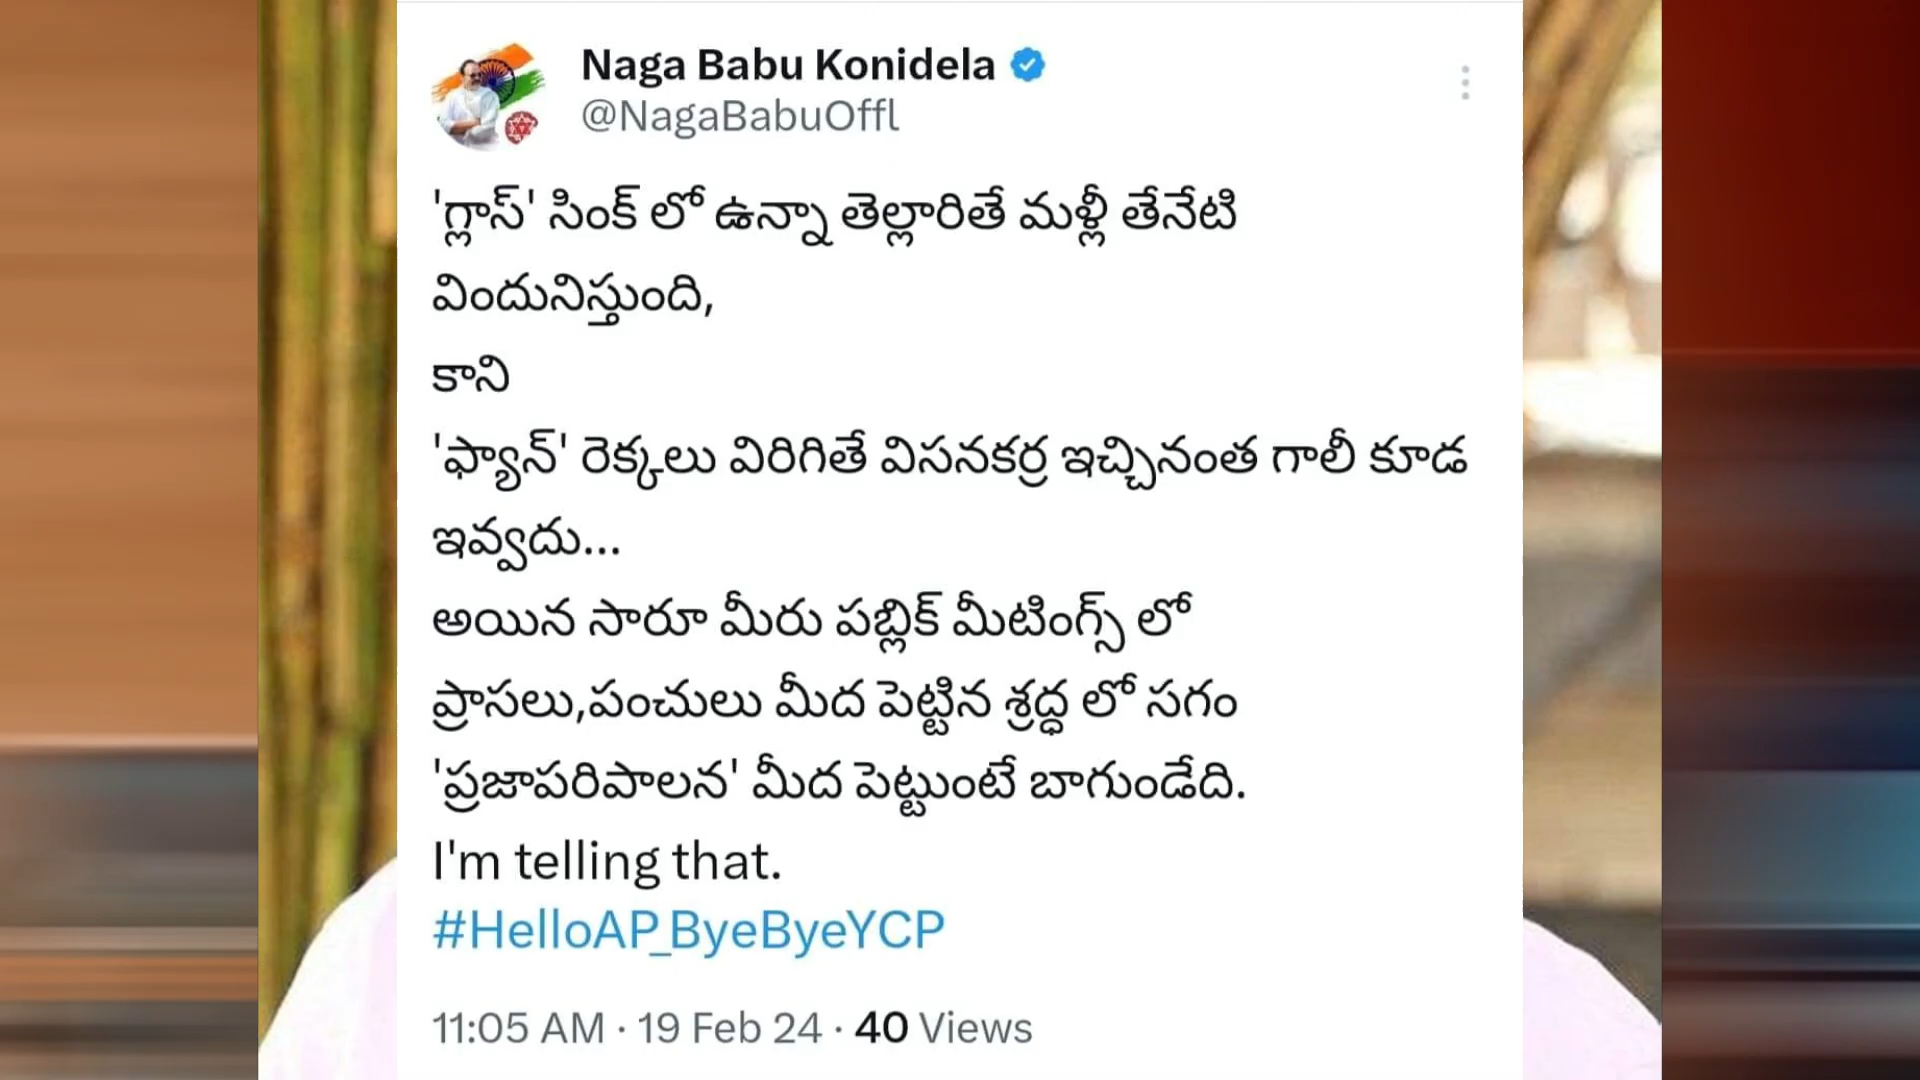 Naga Babu Konidela
@NagaBabuOffl
'గ్లాస్' సింక్ లో ఉన్నా తెల్లారితే మళ్లీ తేనేటి
విందునిస్తుంది,
కాని
'ఫ్యాన్' రెక్కలు విరిగితే విసనకర్ర ఇచ్చినంత గాలీ కూడ
ఇవ్వదు...
అయిన సారూ మీరు పబ్లిక్ మీటింగ్స్ లో
ప్రాసలు,పంచులు మీద పెట్టిన శ్రద్ధ లో సగం
'ప్రజాపరిపాలన' మీద పెట్టుంటే బాగుండేది.
I'm telling that.
#HelloAP_ByeByeYCP
11:05 AM · 19 Feb 24 · 40 Views